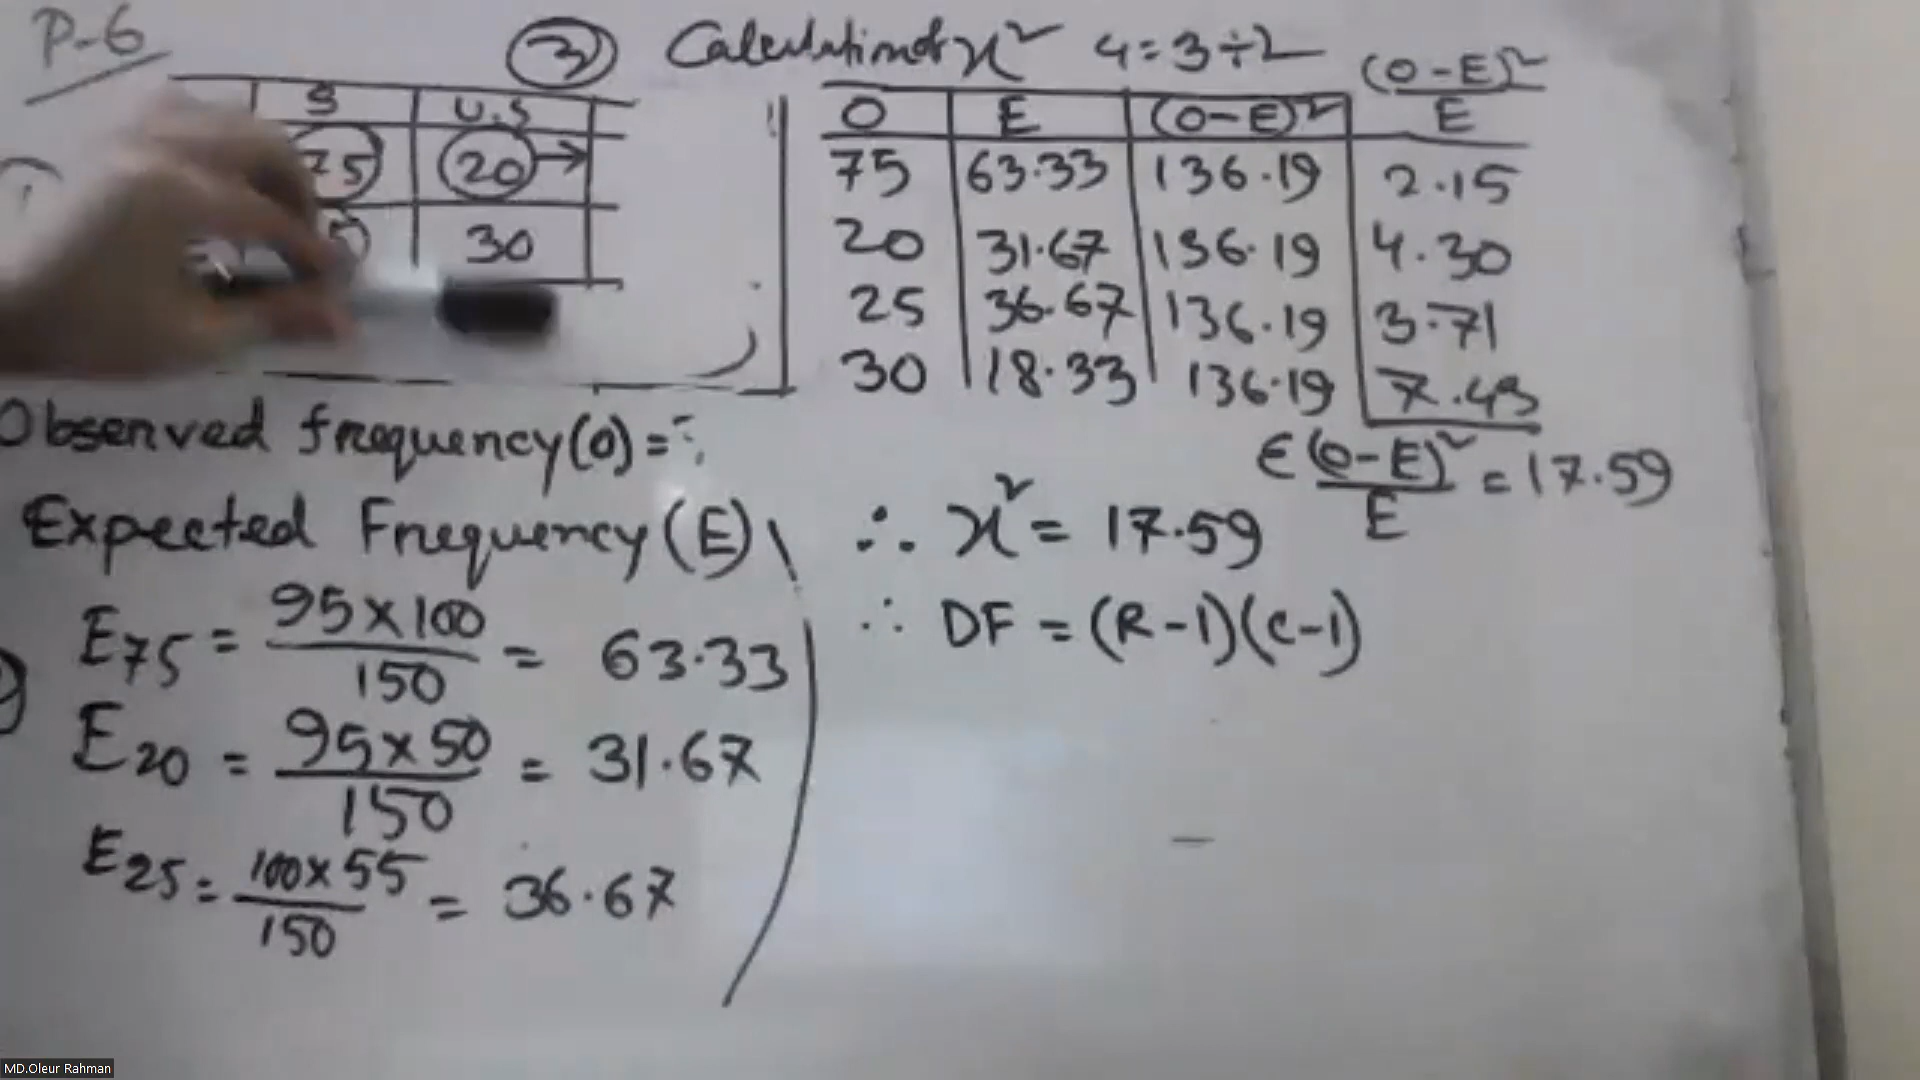 P-6
S U.S
75 20 →
30
Observed frequency(O) =
Expected Frequency (E)
E75 = 95×100/150 = 63.33
E20 = 95×50/150 = 31.67
E25 = 100×55/150 = 36.67
3 Calculation of x² 4=3÷2
O E (O-E)² (O-E)²/E
75 63.33 136.19 2.15
20 31.67 136.19 4.30
25 36.67 136.19 3.71
30 18.33 136.19 7.43
Є(O-E)²/E = 17.59
∴ x² = 17.59
∴ DF = (R-1)(C-1)
MD.Oleur Rahman